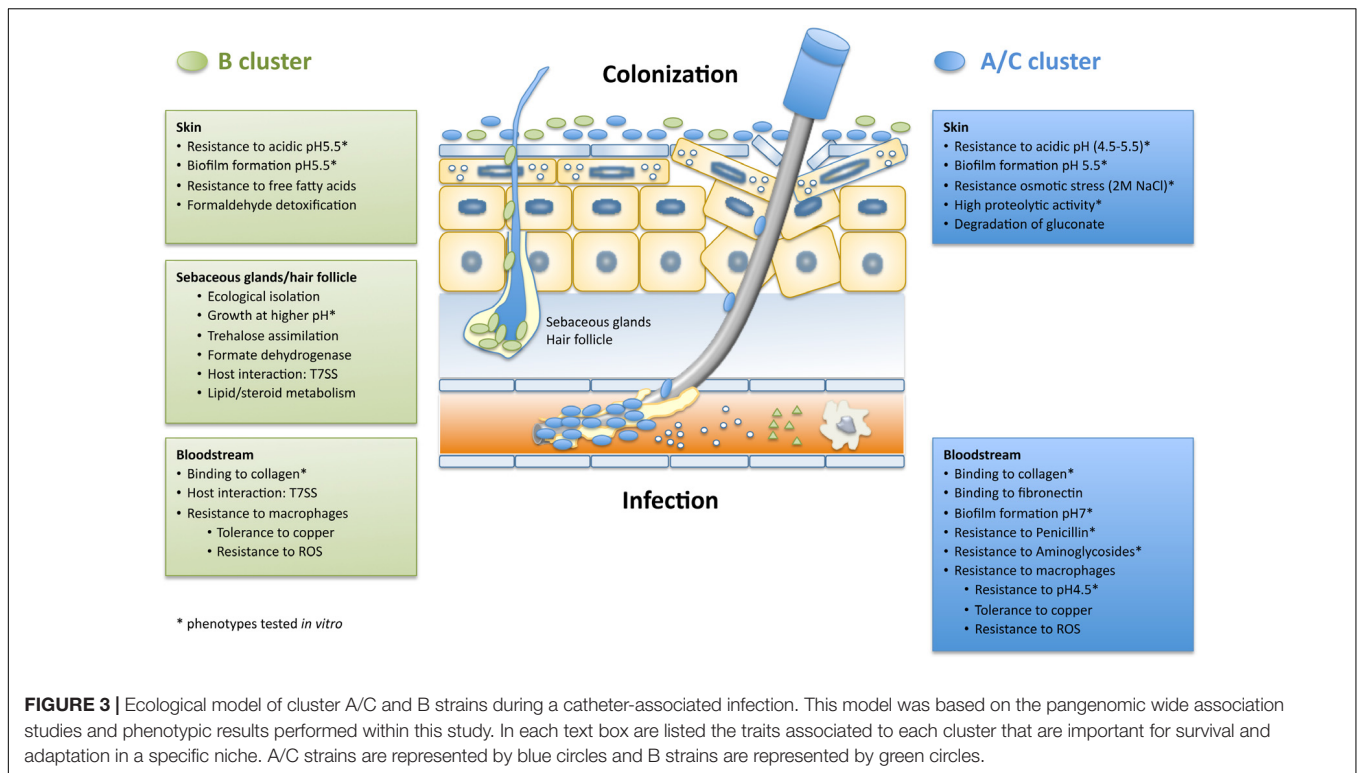 B cluster
Colonization
A/C cluster
Skin
• Resistance to acidic pH5.5*
• Biofilm formation pH5.5*
• Resistance to free fatty acids
• Formaldehyde detoxification
Sebaceous glands/hair follicle
• Ecological isolation
• Growth at higher pH*
• Trehalose assimilation
• Formate dehydrogenase
• Host interaction: T7SS
• Lipid/steroid metabolism
Bloodstream
• Binding to collagen*
• Host interaction: T7SS
• Resistance to macrophages
• Tolerance to copper
• Resistance to ROS
* phenotypes tested in vitro
Sebaceous glands
Hair follicle
Infection
Skin
• Resistance to acidic pH (4.5-5.5)*
• Biofilm formation pH 5.5*
• Resistance osmotic stress (2M NaCl)*
• High proteolytic activity*
• Degradation of gluconate
Bloodstream
• Binding to collagen*
• Binding to fibronectin
• Biofilm formation pH7*
• Resistance to Penicillin*
• Resistance to Aminoglycosides*
• Resistance to macrophages
• Resistance to pH4.5*
• Tolerance to copper
• Resistance to ROS
FIGURE 3 | Ecological model of cluster A/C and B strains during a catheter-associated infection. This model was based on the pangenomic wide association
studies and phenotypic results performed within this study. In each text box are listed the traits associated to each cluster that are important for survival and
adaptation in a specific niche. A/C strains are represented by blue circles and B strains are represented by green circles.